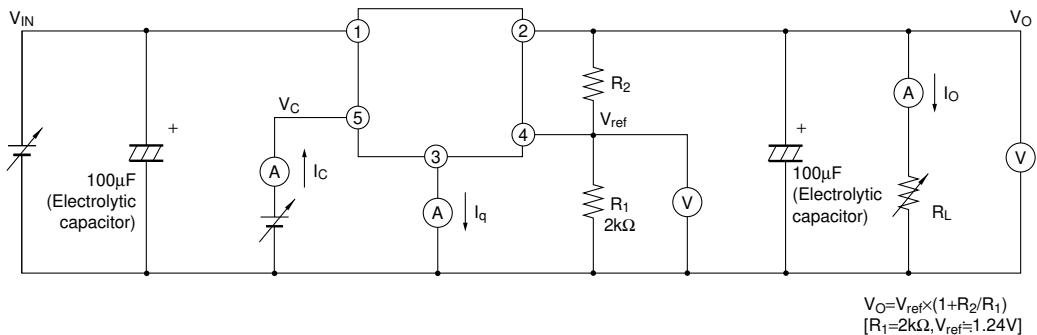 VIN
1
2
VO
A
IO
R2
VC
5
Vref
4
+
3
A
IC
100μF
(Electrolytic
capacitor)
A
Iq
R1
2kΩ
V
+
100μF
(Electrolytic
capacitor)
RL
V
VO=Vref×(1+R2/R1)
[R1=2kΩ,Vref≒1.24V]